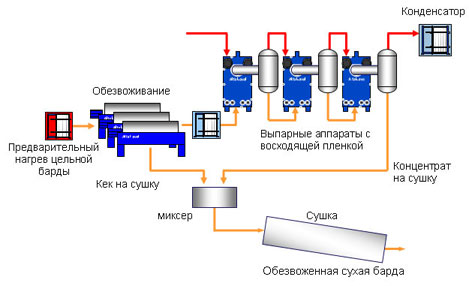 Конденсатор
Обезвоживание
Предварительный
нагрев цельной
барды
Выпарные аппараты с
восходящей пленкой
Кек на сушку
Концентрат
на сушку
миксер
Сушка
Обезвоженная сухая барда